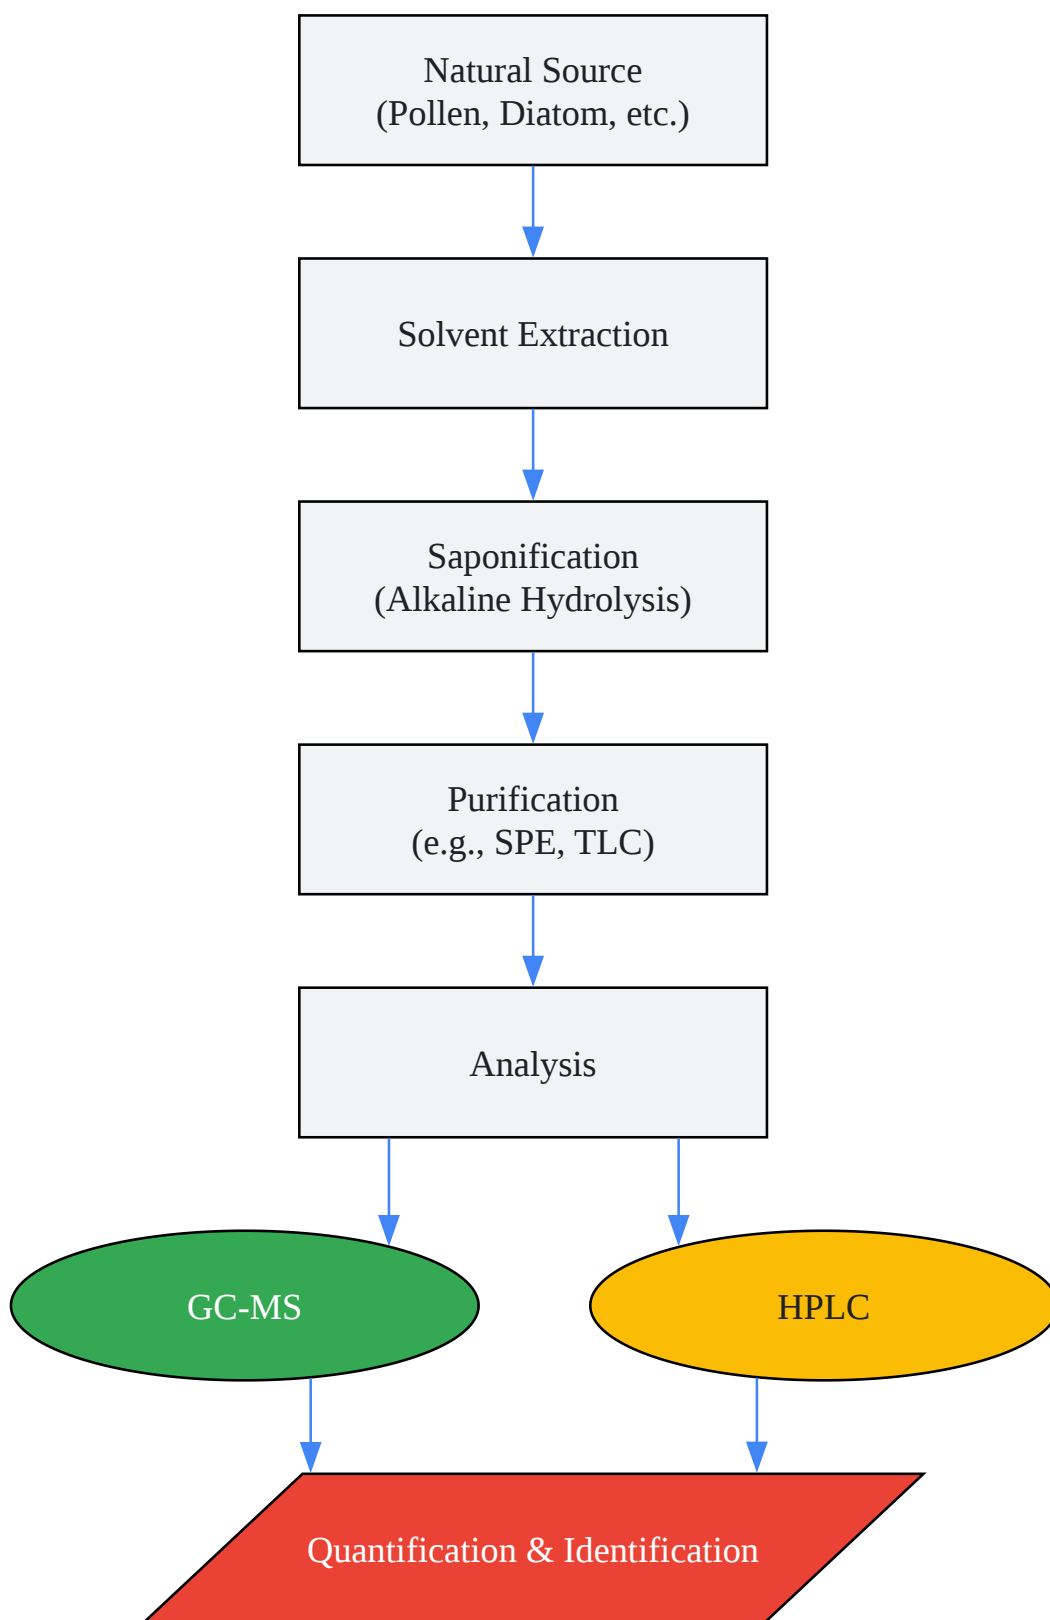 Natural Source
(Pollen, Diatom, etc.)
Solvent Extraction
Saponification
(Alkaline Hydrolysis)
Purification
(e.g., SPE, TLC)
Analysis
GC-MS
HPLC
Quantification & Identification